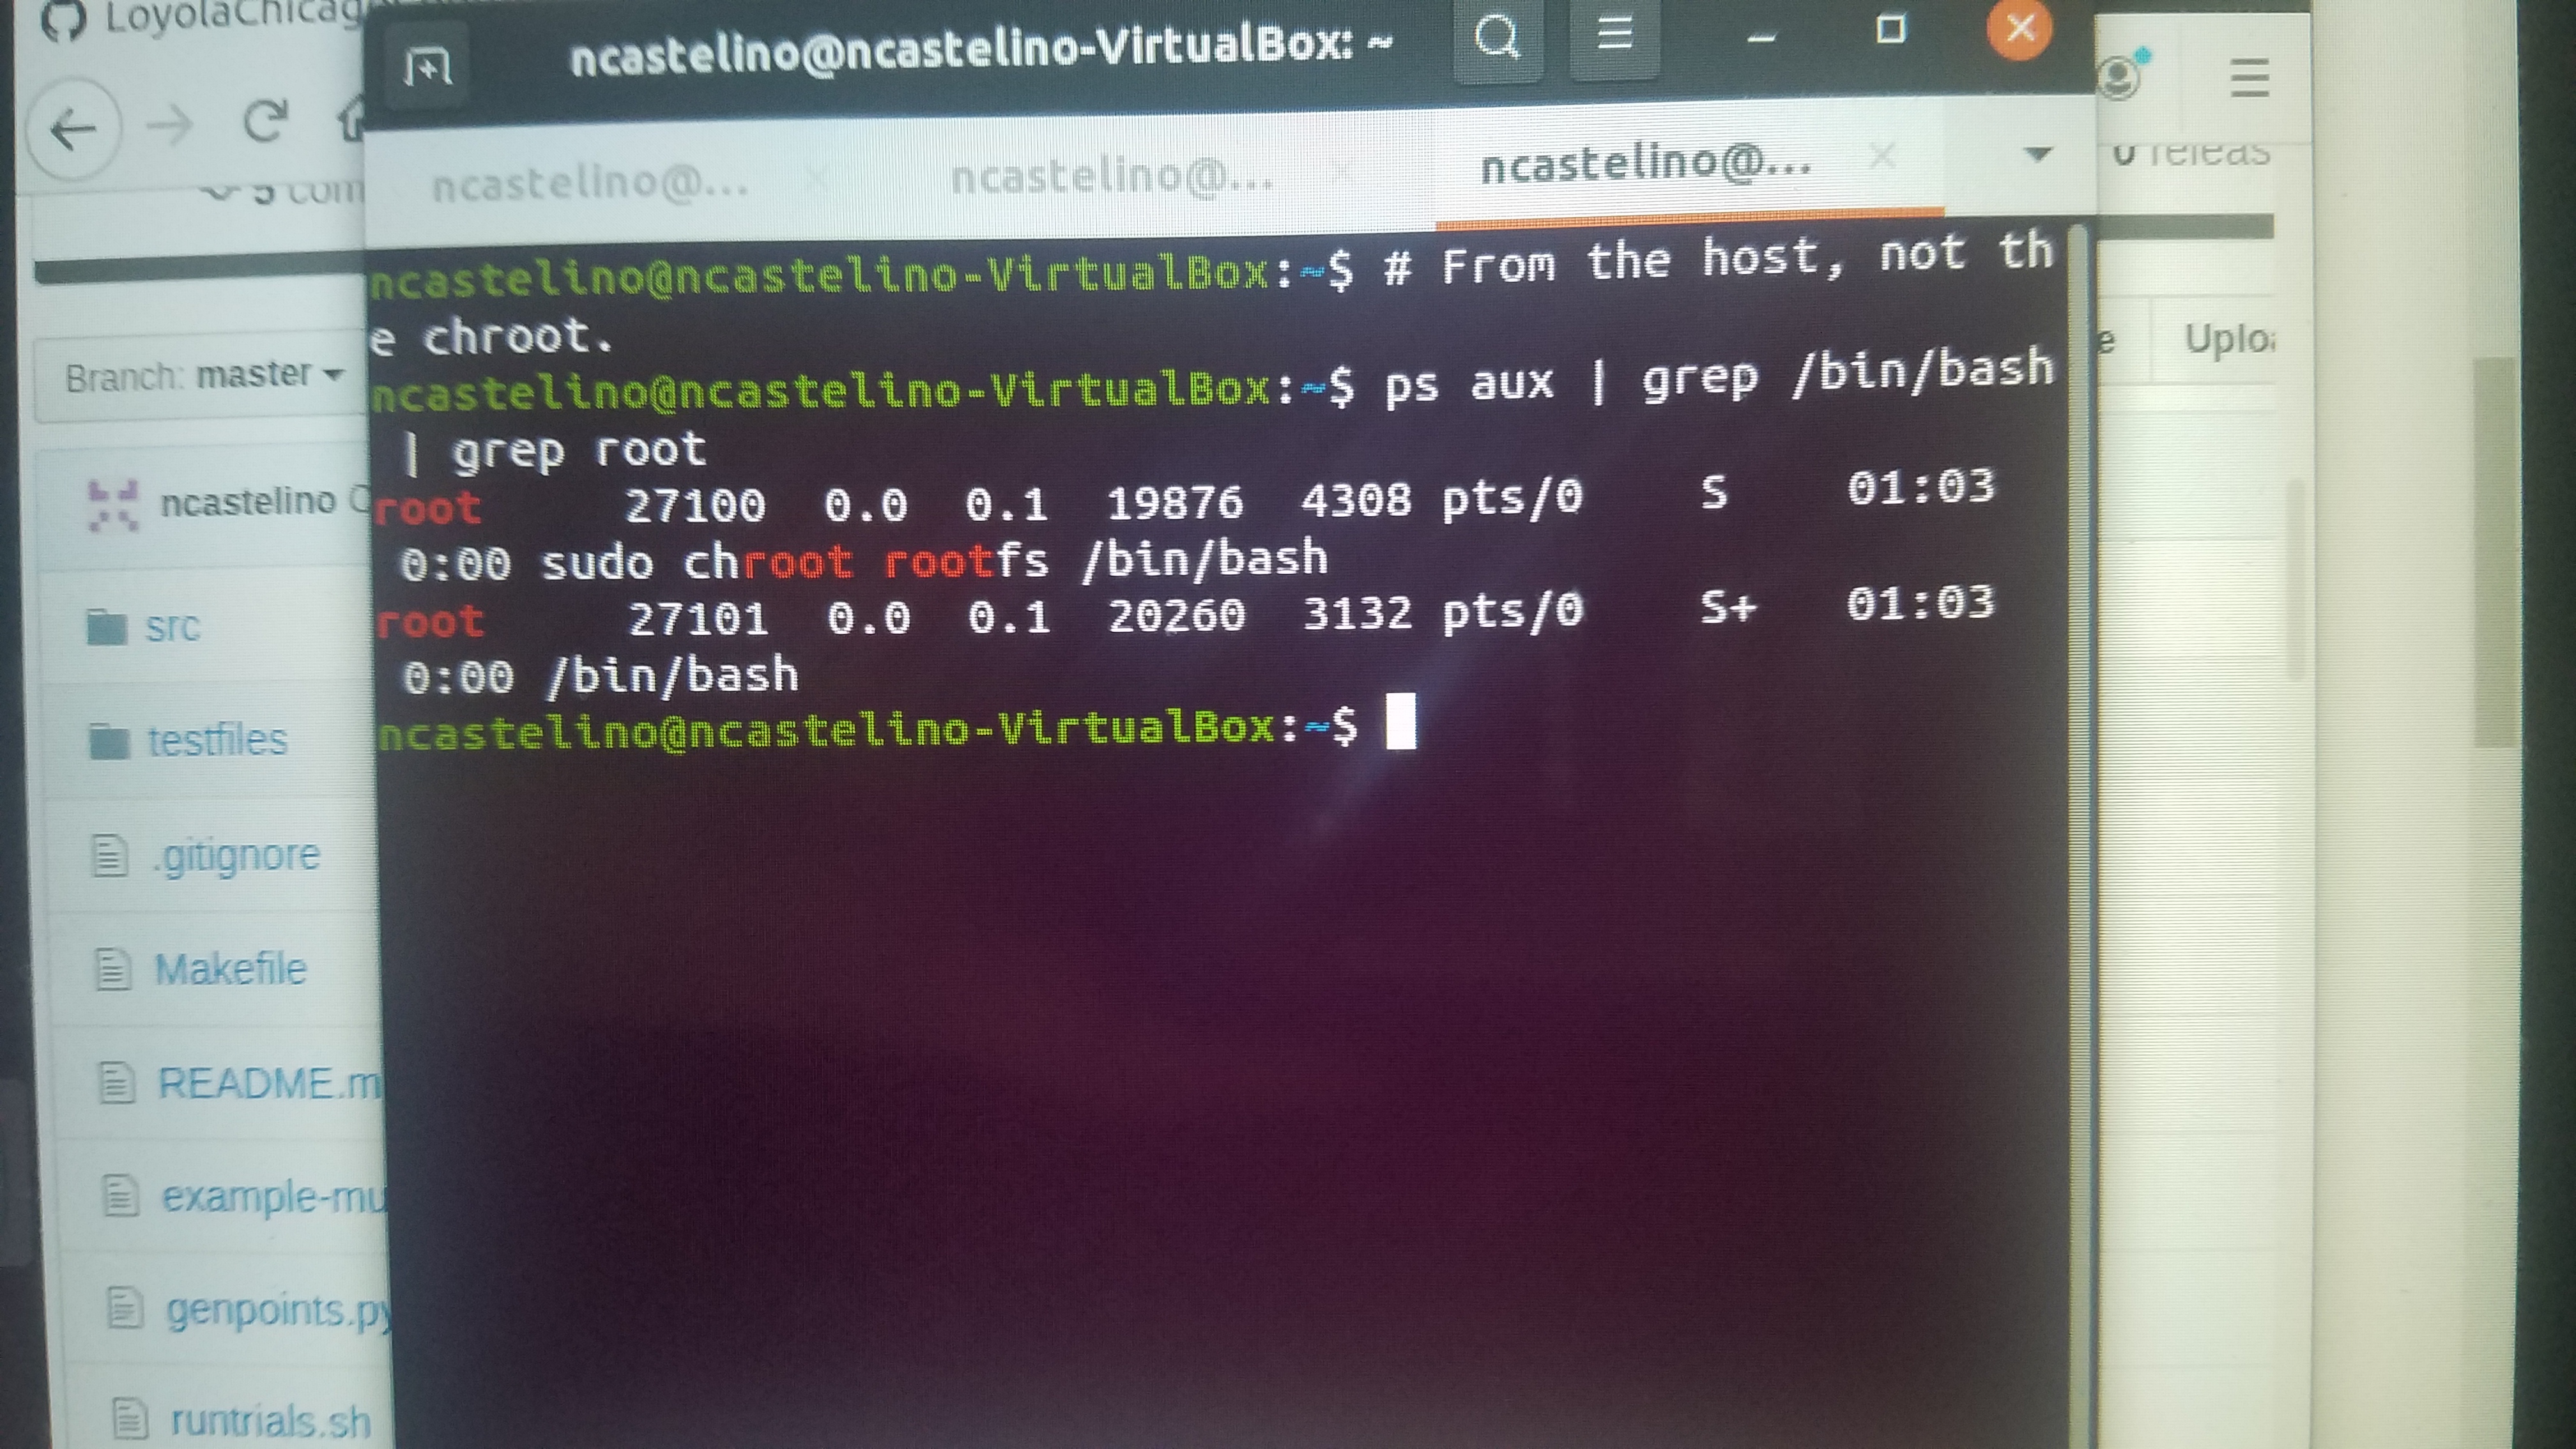 LoyolaChicag
ncastelino@ncastelino-VirtualBox: ~
ncastelino@... ncastelino@... ncastelino@...
5 com
0 releas
ncastelino@ncastelino-VirtualBox:~$ # From the host, not th
e chroot.
Branch: master
ncastelino@ncastelino-VirtualBox:~$ ps aux | grep /bin/bash
| grep root
e Uploa
ncastelino C
root 27100 0.0 0.1 19876 4308 pts/0 S 01:03
0:00 sudo chroot rootfs /bin/bash
root 27101 0.0 0.1 20260 3132 pts/0 S+ 01:03
0:00 /bin/bash
ncastelino@ncastelino-VirtualBox:~$
src
testfiles
.gitignore
Makefile
README.m
example-mu
genpoints.py
runtrials.sh